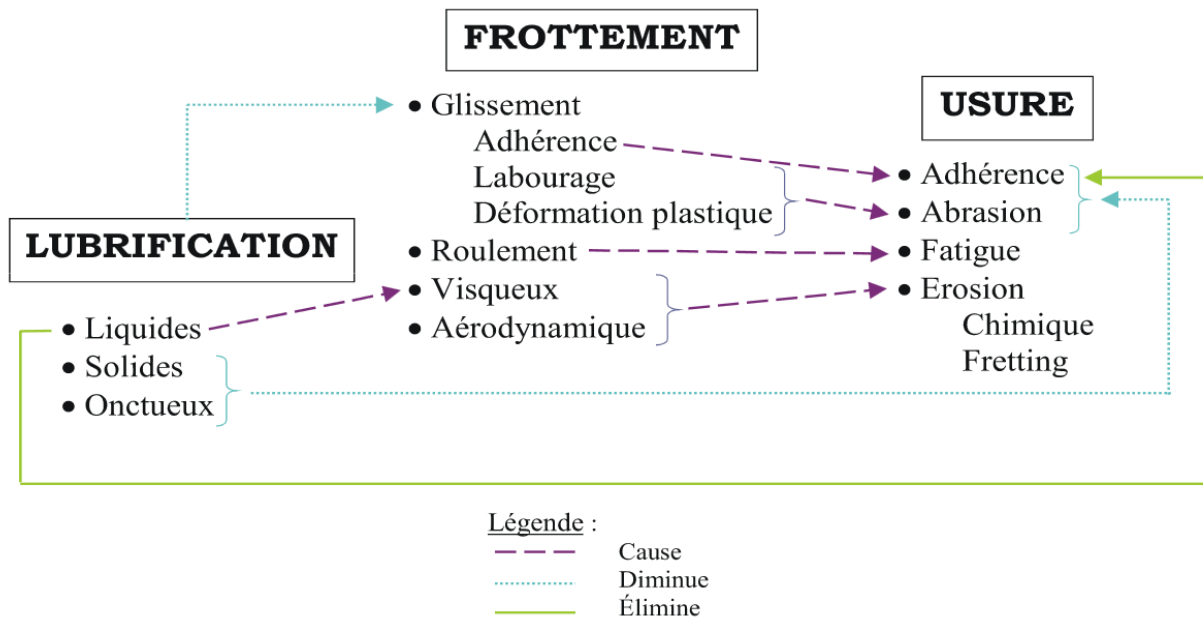 FROTTEMENT
• Glissement
Adhérence
Labourage
Déformation plastique
• Roulement
• Visqueux
• Aérodynamique
USURE
• Adhérence
• Abrasion
• Fatigue
• Erosion
Chimique
Fretting
LUBRIFICATION
• Liquides
• Solides
• Onctueux
Légende :
Cause
Diminue
Élimine